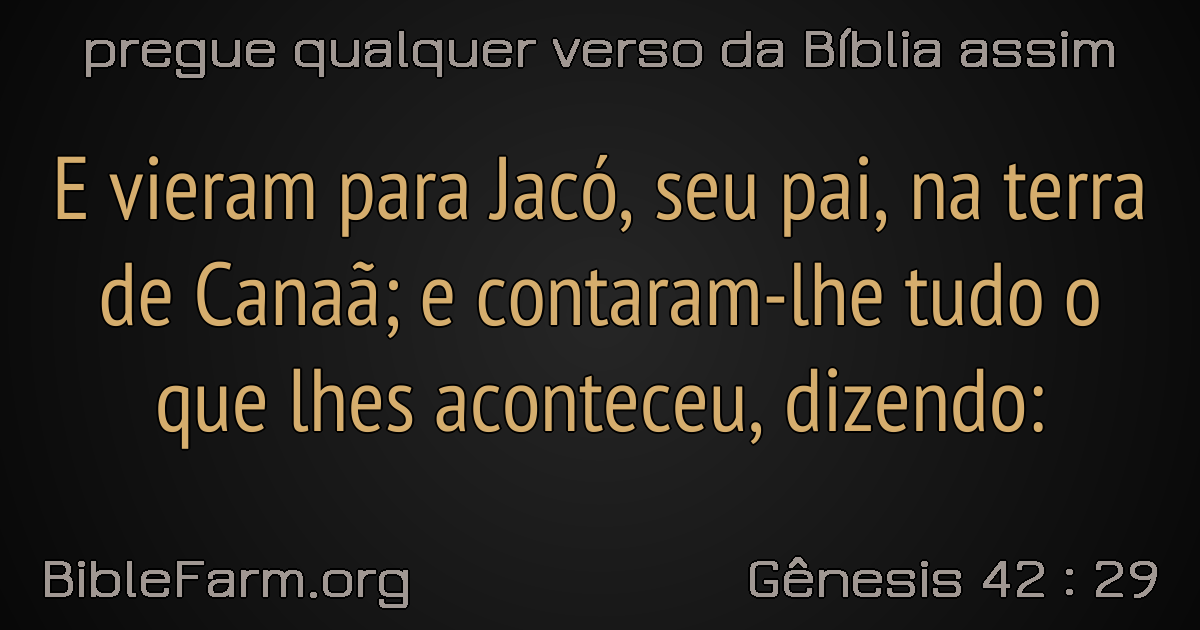 pregue qualquer verso da Bíblia assim
E vieram para Jacó, seu pai, na terra
de Canaã; e contaram-lhe tudo o
que lhes aconteceu, dizendo:
BibleFarm.org
Gênesis 42 : 29